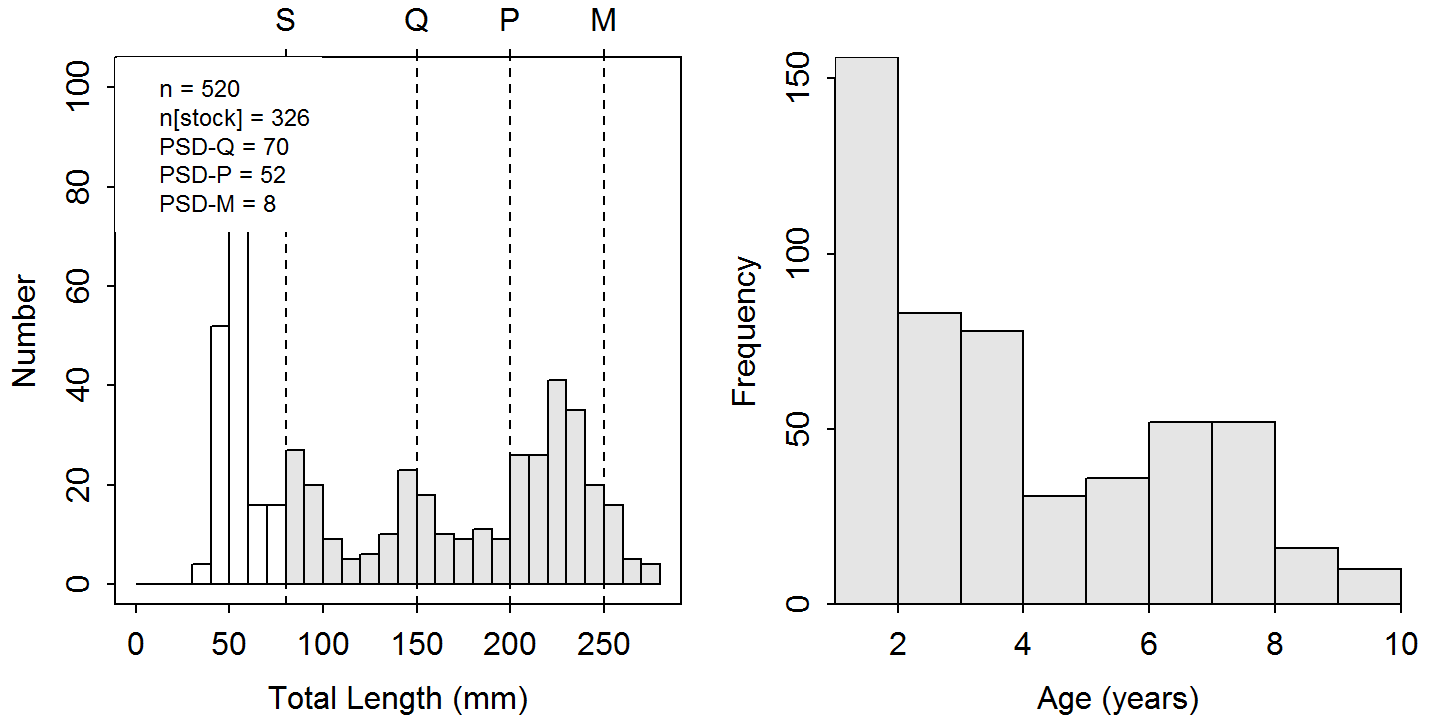 S Q P M
n = 520
n[stock] = 326
PSD-Q = 70
PSD-P = 52
PSD-M = 8
100
80
60
40
20
0
Number
0 50 100 150 200 250
Total Length (mm)
150
100
50
0
Frequency
2 4 6 8 10
Age (years)